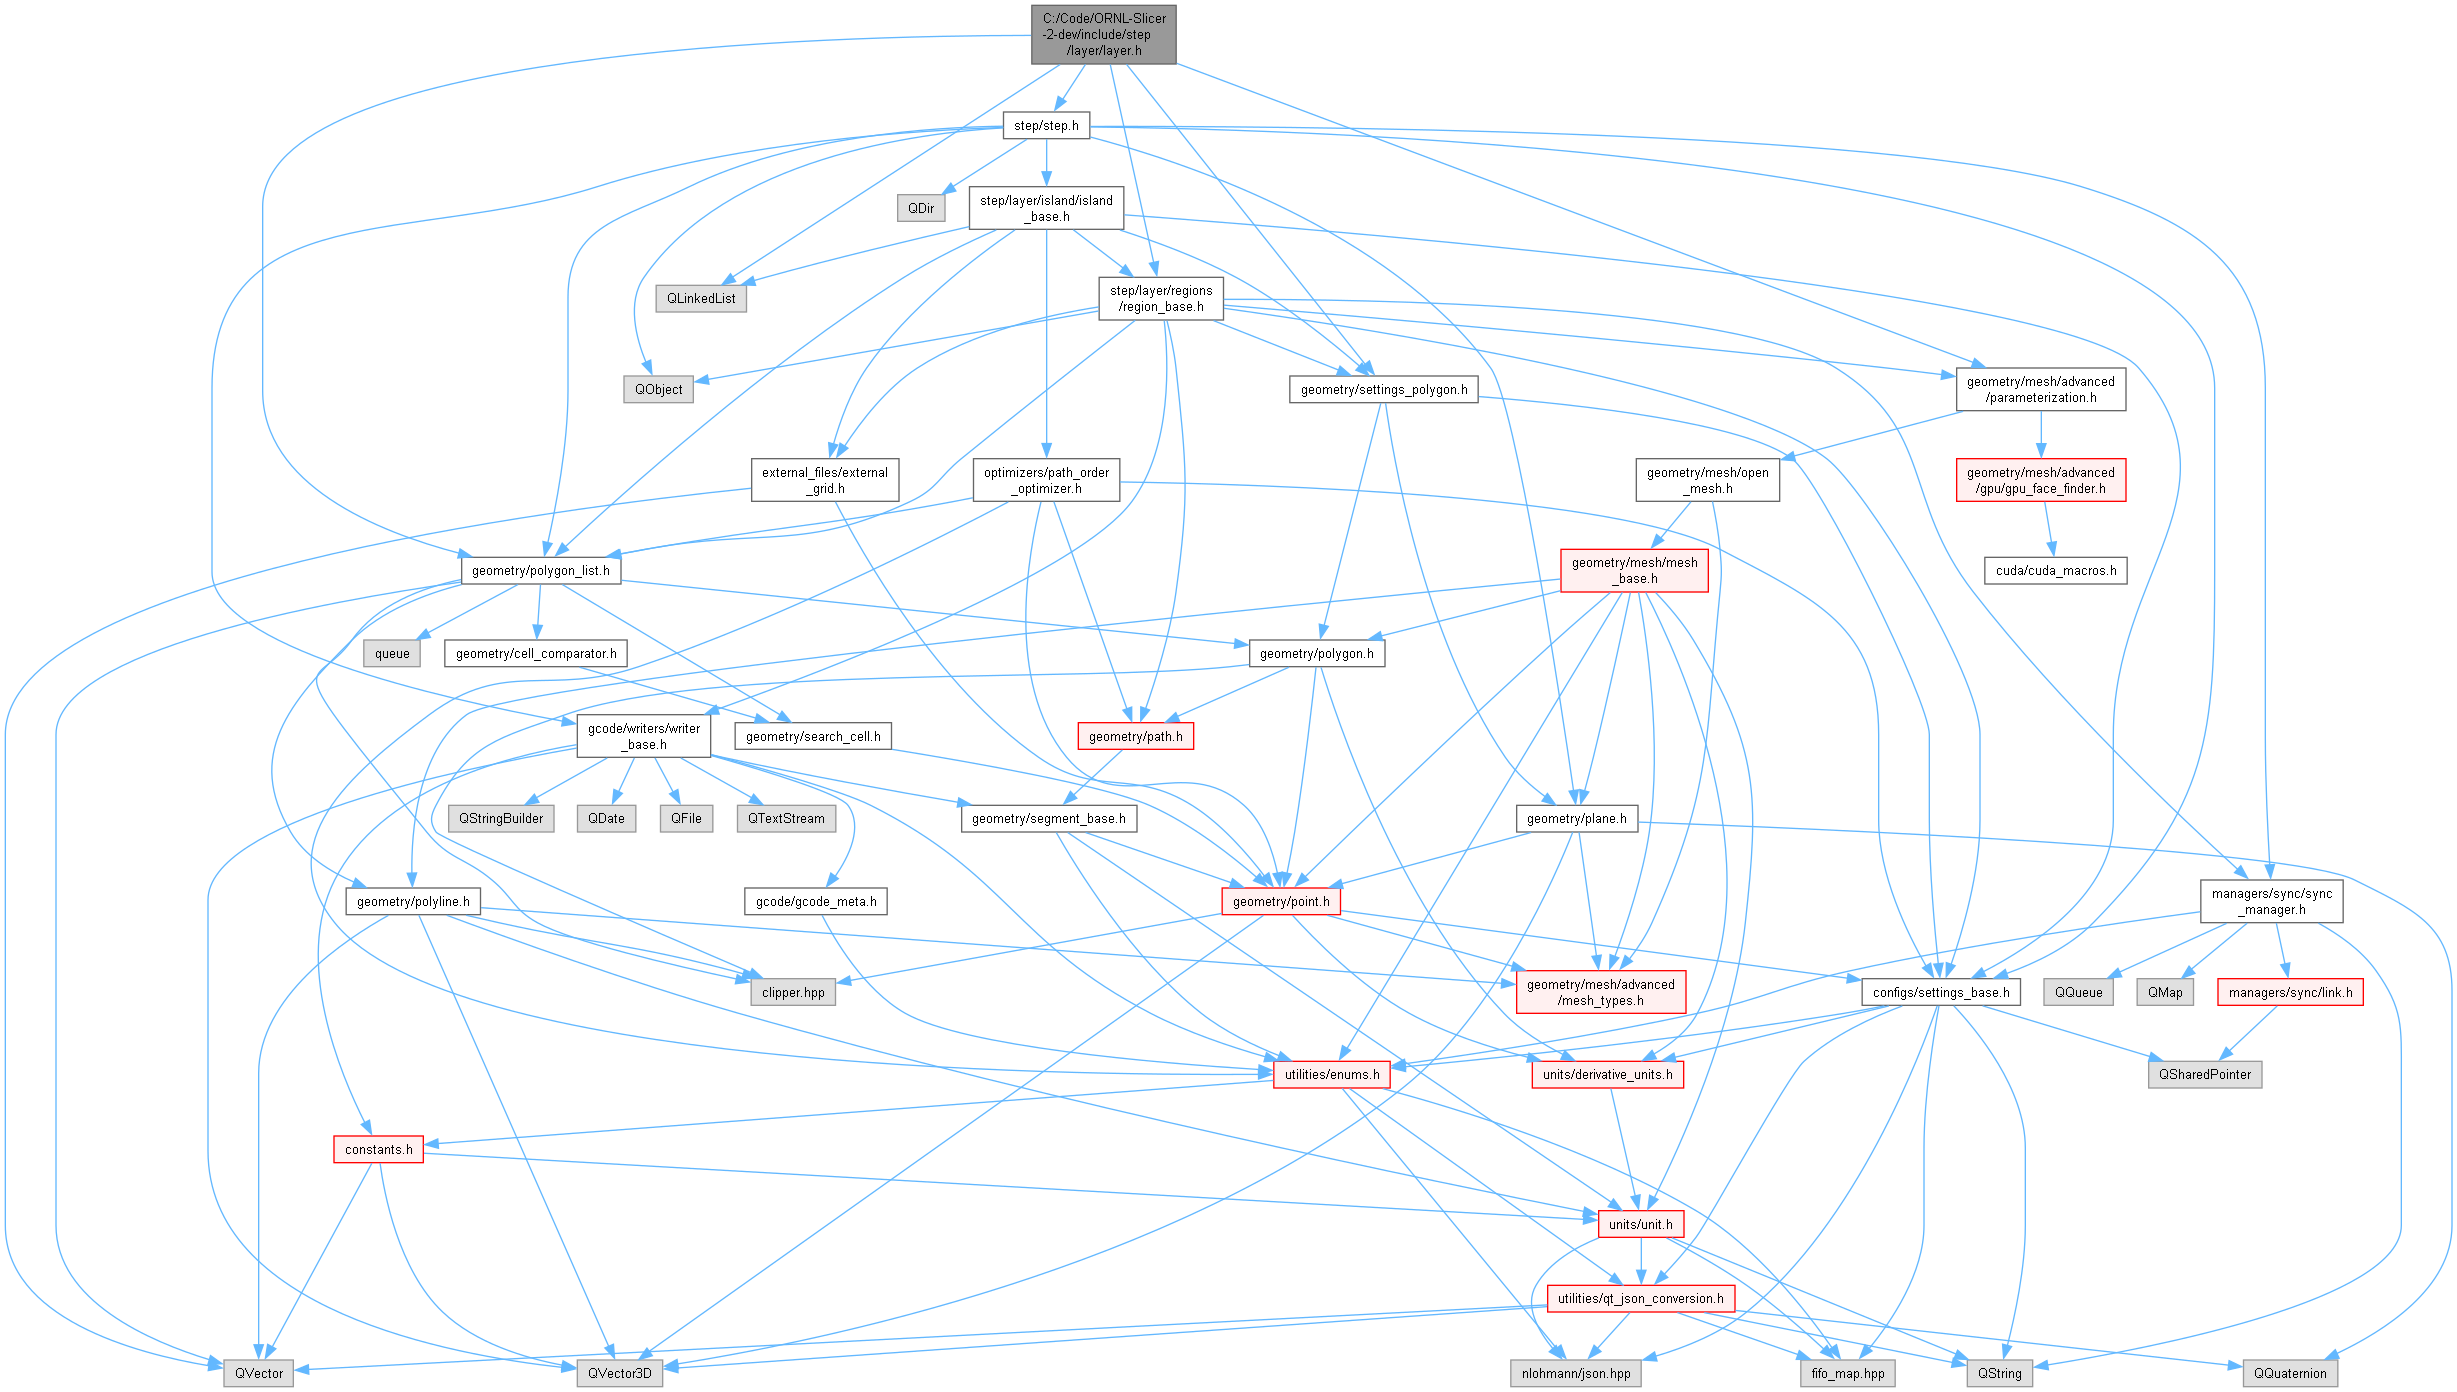 C:/Code/ORNL-Slicer
-2-dev/include/step
/layer/layer.h
step/step.h
QDir
step/layer/island/island
_base.h
QLinkedList
step/layer/regions
/region_base.h
QObject
geometry/settings_polygon.h
geometry/mesh/advanced
/parameterization.h
external_files/external
_grid.h
optimizers/path_order
_optimizer.h
geometry/mesh/open
_mesh.h
geometry/mesh/advanced
/gpu/gpu_face_finder.h
geometry/polygon_list.h
geometry/mesh/mesh
_base.h
cuda/cuda_macros.h
queue
geometry/cell_comparator.h
geometry/polygon.h
gcode/writers/writer
_base.h
geometry/search_cell.h
geometry/path.h
QStringBuilder
QDate
QFile
QTextStream
geometry/segment_base.h
geometry/plane.h
geometry/polyline.h
gcode/gcode_meta.h
geometry/point.h
managers/sync/sync
_manager.h
clipper.hpp
geometry/mesh/advanced
/mesh_types.h
configs/settings_base.h
QQueue
QMap
managers/sync/link.h
utilities/enums.h
units/derivative_units.h
QSharedPointer
constants.h
units/unit.h
utilities/qt_json_conversion.h
QVector
QVector3D
nlohmann/json.hpp
fifo_map.hpp
QString
QQuaternion